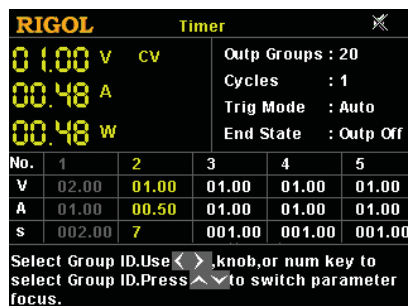 RIGOL Timer
01.00 V CV
00.48 A
00.48 W
Outp Groups : 20
Cycles : 1
Trig Mode : Auto
End State : Outp Off
No. 1 2 3 4 5
V 02.00 01.00 01.00 01.00 01.00
A 01.00 00.50 01.00 01.00 01.00
s 002.00 7 001.00 001.00 001.00
Select Group ID.Use < > ,knob,or num key to
select Group ID.Press ∧ ∨ to switch parameter
focus.